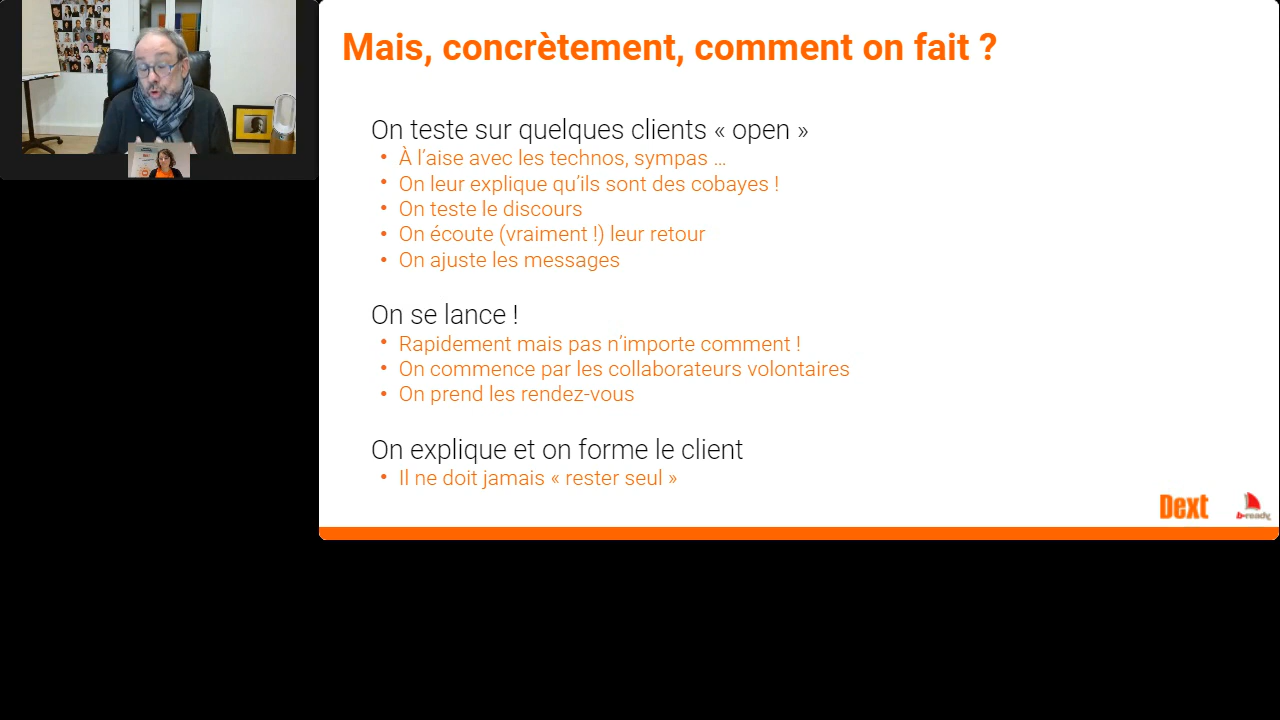 Mais, concrètement, comment on fait ?
On teste sur quelques clients « open »
• À l’aise avec les technos, sympas ...
• On leur explique qu’ils sont des cobayes !
• On teste le discours
• On écoute (vraiment !) leur retour
• On ajuste les messages
On se lance !
• Rapidement mais pas n’importe comment !
• On commence par les collaborateurs volontaires
• On prend les rendez-vous
On explique et on forme le client
• Il ne doit jamais « rester seul »
Dext
b-ready